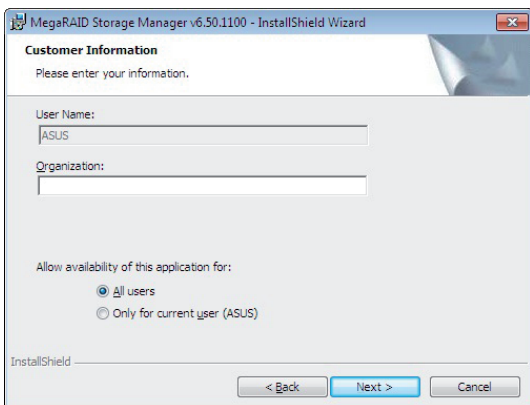 MegaRAID Storage Manager v6.50.1100 - InstallShield Wizard
Customer Information
Please enter your information.
User Name:
ASUS
Organization:
Allow availability of this application for:
All users
Only for current user (ASUS)
InstallShield
< Back
Next >
Cancel